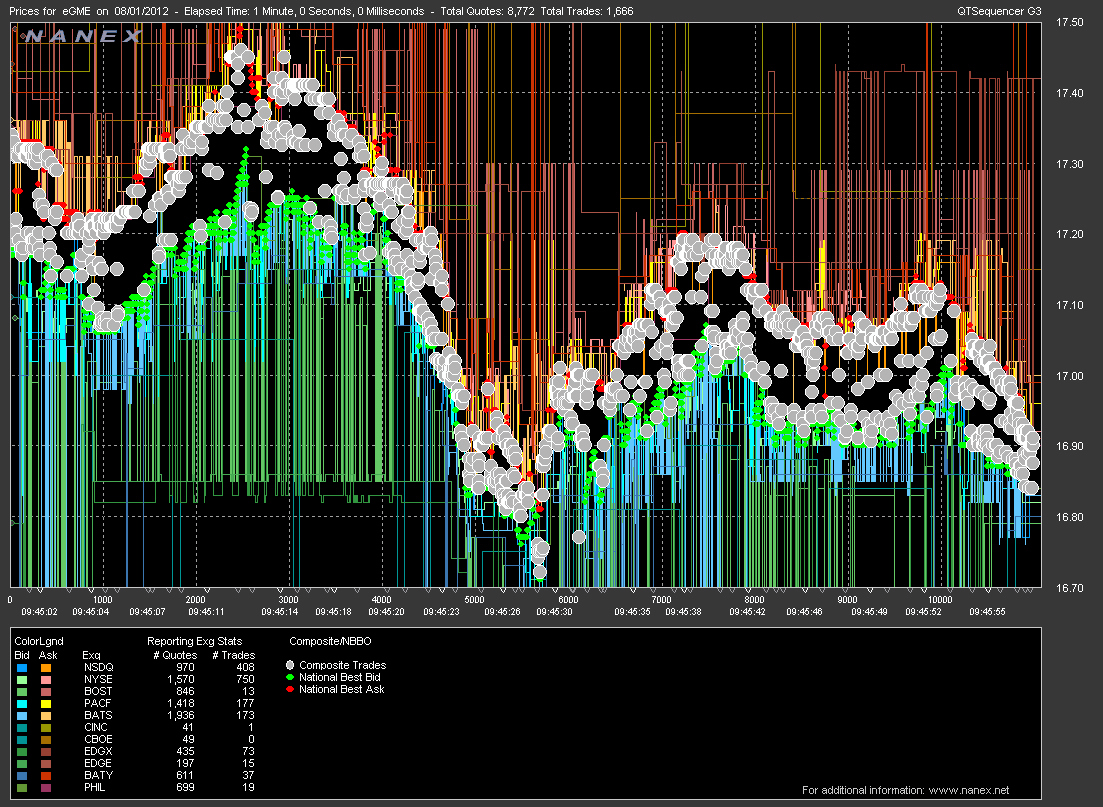 Prices for eGME on 08/01/2012 - Elapsed Time: 1 Minute, 0 Seconds, 0 Milliseconds - Total Quotes: 8,772 Total Trades: 1,666 QTSequencer G3
NANEX
17.50
17.40
17.30
17.20
17.10
17.00
16.90
16.80
16.70
0 1000 2000 3000 4000 5000 6000 7000 8000 9000 10000
09:45:02 09:45:04 09:45:07 09:45:11 09:45:14 09:45:18 09:45:20 09:45:23 09:45:26 09:45:30 09:45:35 09:45:38 09:45:42 09:45:46 09:45:49 09:45:52 09:45:55
ColorLgnd Reporting Exg Stats Composite/NBBO
Bid Ask Exq # Quotes # Trades
NSDQ 970 408 Composite Trades
NYSE 1,570 750 National Best Bid
BOST 846 13 National Best Ask
PACF 1,418 177
BATS 1,936 173
CINC 41 1
CBOE 49 0
EDGX 435 73
EDGE 197 15
BATY 611 37
PHIL 699 19
For additional information: www.nanex.net